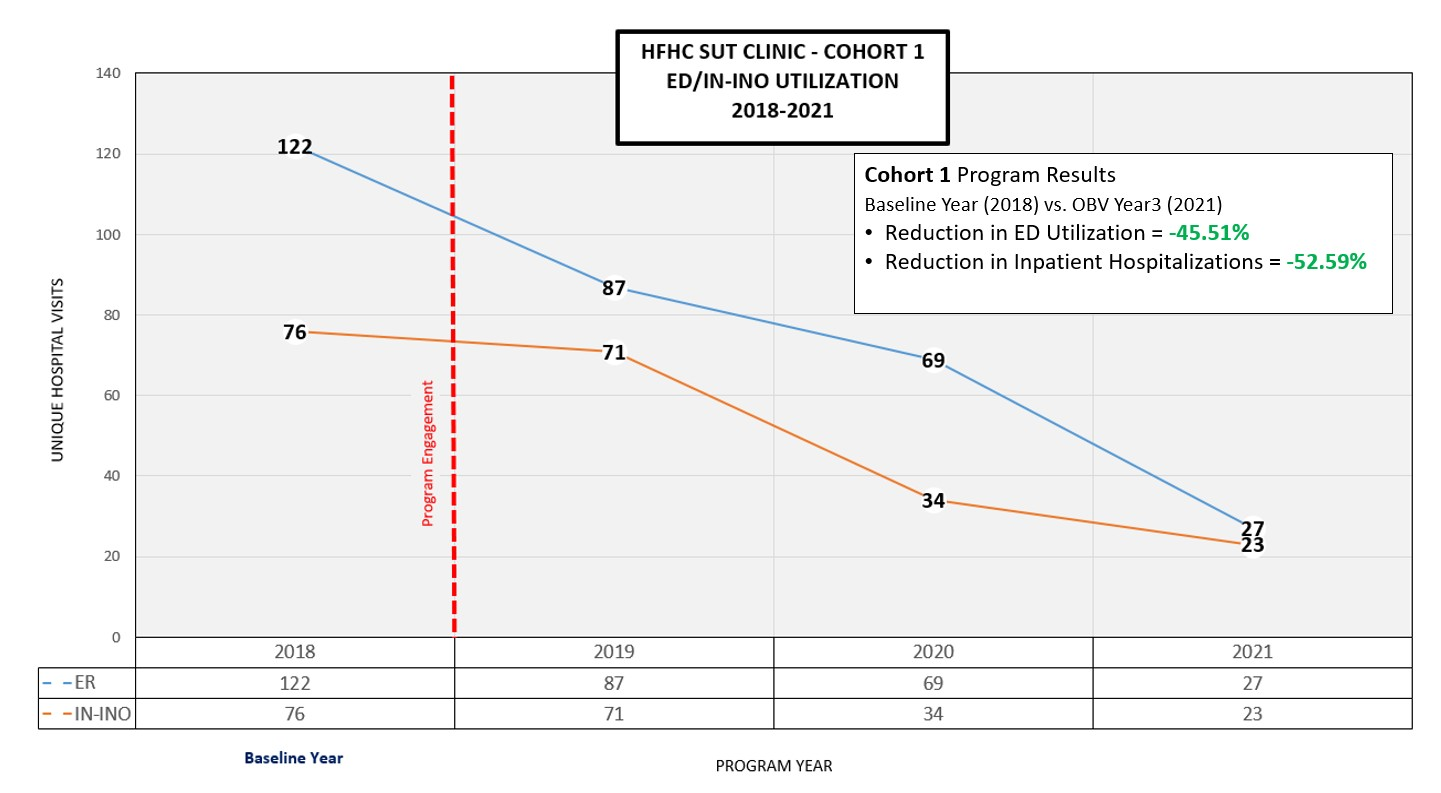 HFHC SUT CLINIC - COHORT 1
ED/IN-INO UTILIZATION
2018-2021
Cohort 1 Program Results
Baseline Year (2018) vs. OBV Year3 (2021)
• Reduction in ED Utilization = -45.51%
• Reduction in Inpatient Hospitalizations = -52.59%
UNIQUE HOSPITAL VISITS
140
120
100
80
60
40
20
0
122
87
69
27
76
71
34
23
Program Engagement
2018 2019 2020 2021
ER 122 87 69 27
IN-INO 76 71 34 23
Baseline Year
PROGRAM YEAR